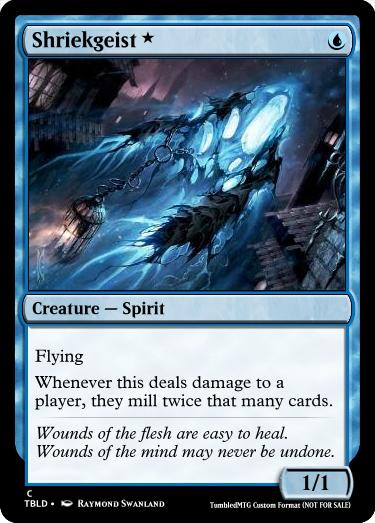 Shriekgeist ★
Creature — Spirit
Flying
Whenever this deals damage to a
player, they mill twice that many cards.
Wounds of the flesh are easy to heal.
Wounds of the mind may never be undone.
1/1
C
TBLD • Raymond Swanland
TumbledMTG Custom Format (NOT FOR SALE)